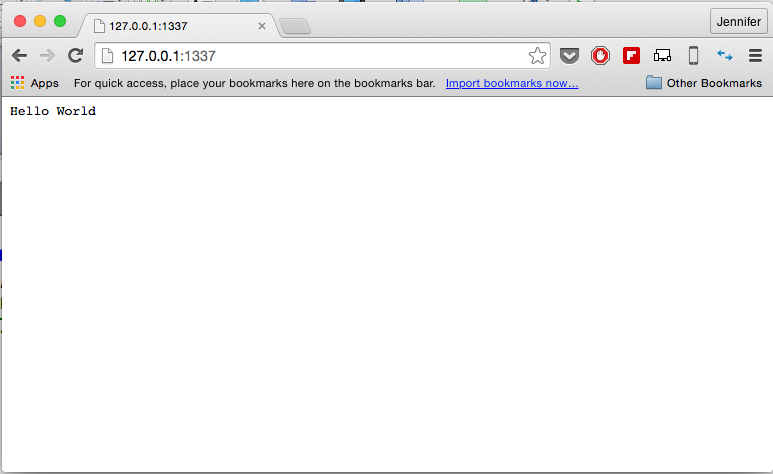 127.0.0.1:1337
Jennifer
127.0.0.1:1337
Apps For quick access, place your bookmarks here on the bookmarks bar. Import bookmarks now... Other Bookmarks
Hello World